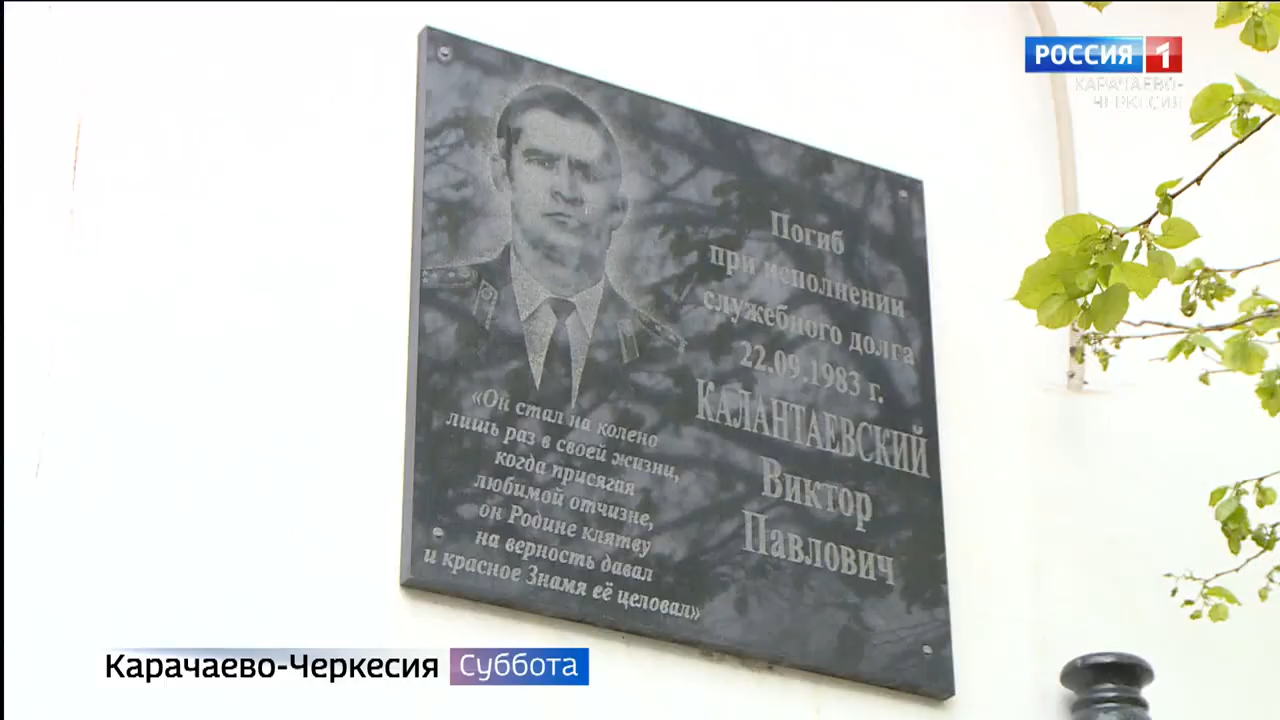 РОССИЯ 1
КАРАЧАЕВО-
ЧЕРКЕСИЯ
Погиб
при исполнении
служебного долга
22.09.1983 г.
КАЛАНТАЕВСКИЙ
Виктор
Павлович
«Он стал на колено
лишь раз в своей жизни,
когда присягая
любимой отчизне,
он Родине клятву
на верность давал
и красное Знамя её целовал»
Карачаево-Черкесия Суббота